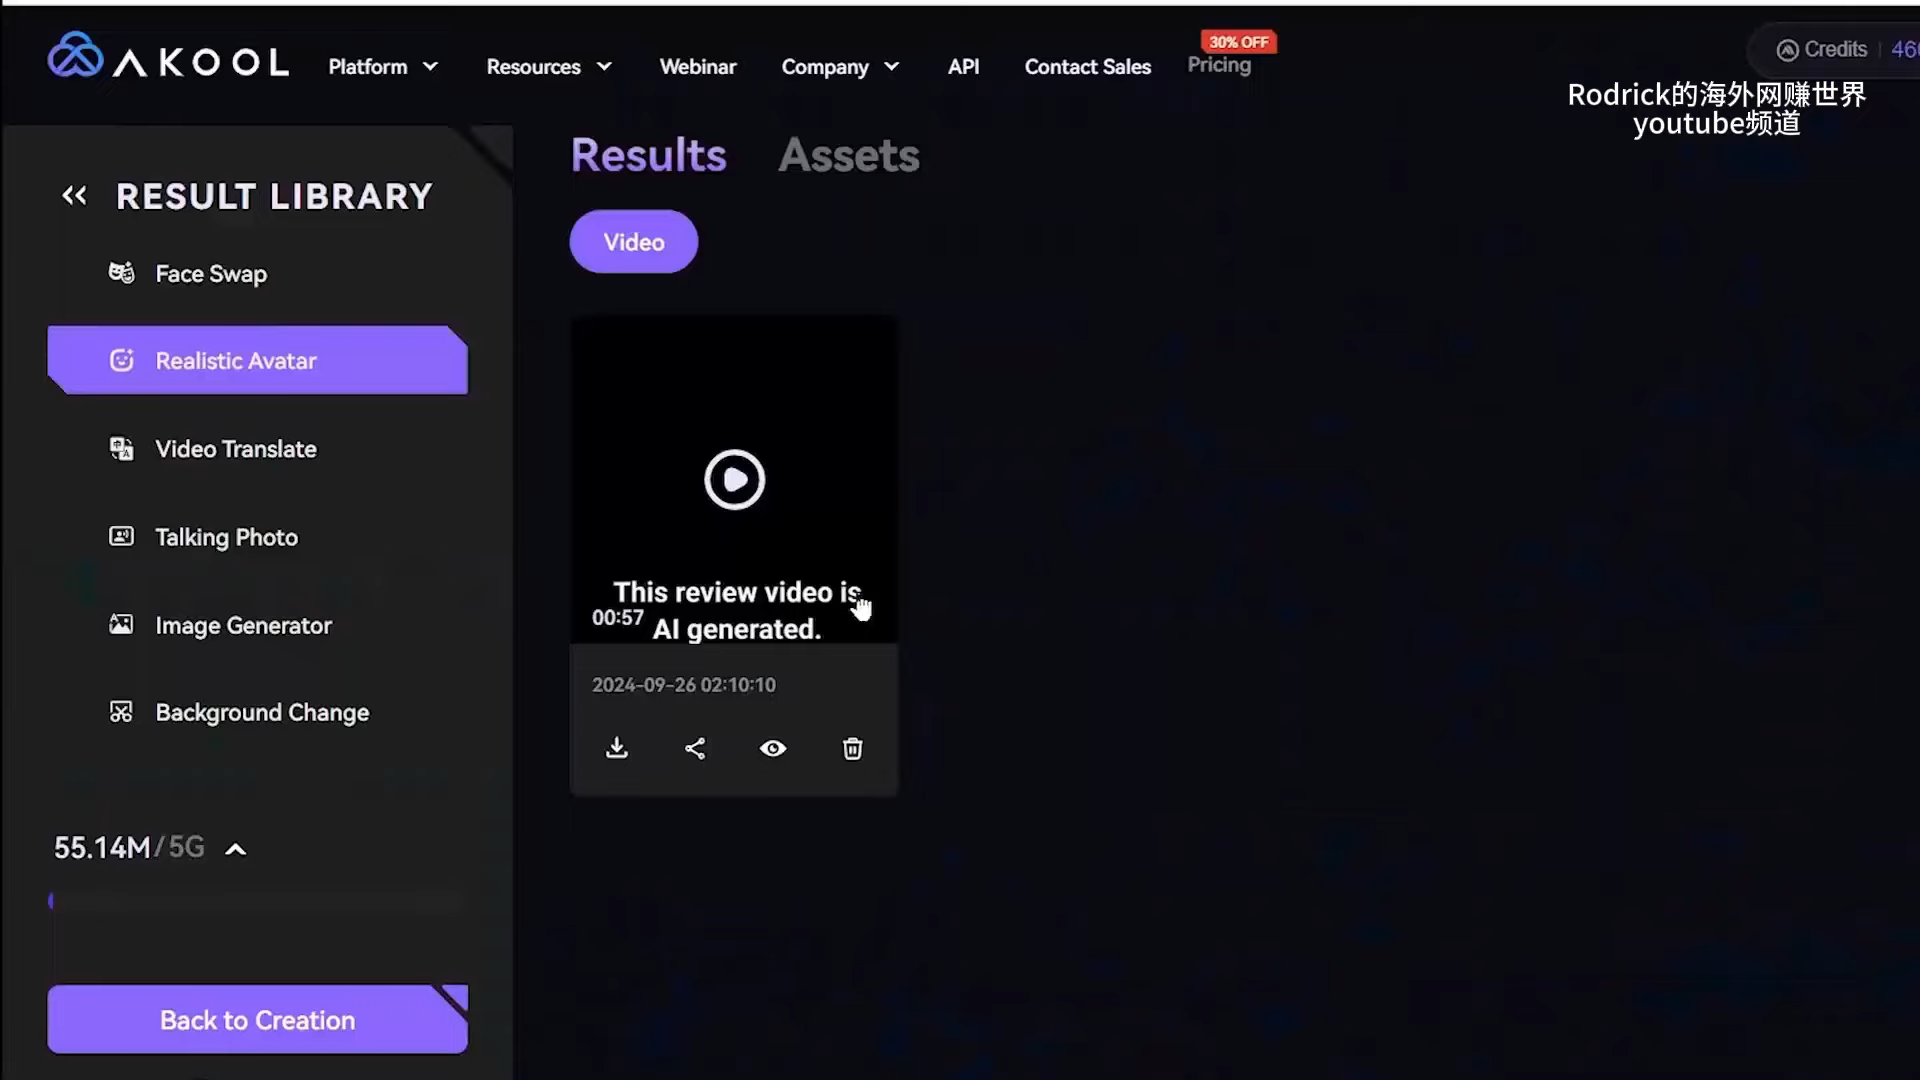 AKOOL
Platform
Resources
Webinar
Company
API
Contact Sales
30% OFF
Pricing
Credits
Rodrick的海外网赚世界
youtube频道
RESULT LIBRARY
Face Swap
Realistic Avatar
Video Translate
Talking Photo
Image Generator
Background Change
55.14M/5G
Back to Creation
Results
Assets
Video
This review video is
00:57
AI generated.
2024-09-26 02:10:10